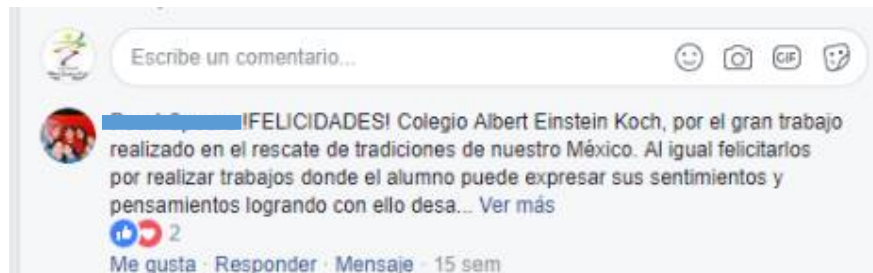 Escribe un comentario...
GIF
!FELICIDADES! Colegio Albert Einstein Koch, por el gran trabajo
realizado en el rescate de tradiciones de nuestro México. Al igual felicitarlos
por realizar trabajos donde el alumno puede expresar sus sentimientos y
pensamientos logrando con ello desa... Ver más
2
Me gusta · Responder · Mensaje · 15 sem